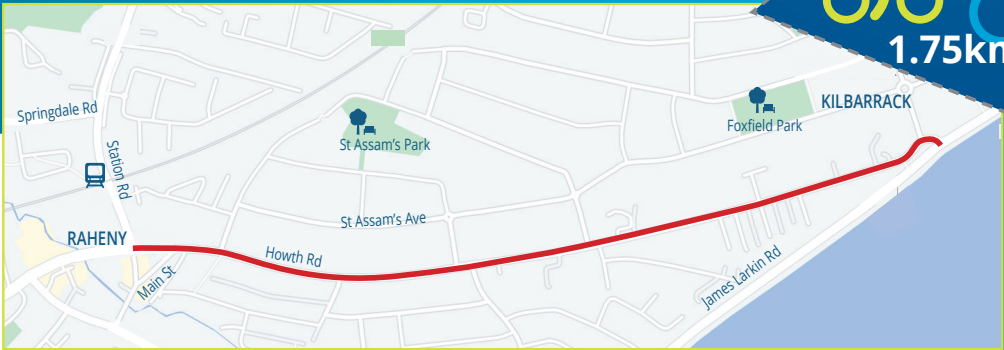 1.75km
Springdale Rd
Station Rd
St Assam's Park
Foxfield Park
KILBARRACK
St Assam's Ave
RAHENY
Howth Rd
Main St
James Larkin Rd